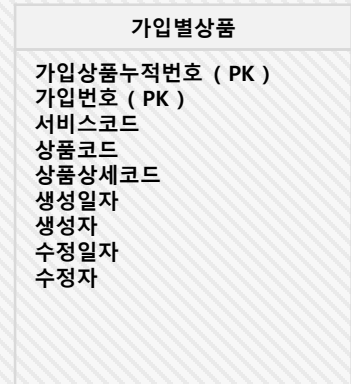 가입별상품
가입상품누적번호 ( PK )
가입번호 ( PK )
서비스코드
상품코드
상품상세코드
생성일자
생성자
수정일자
수정자